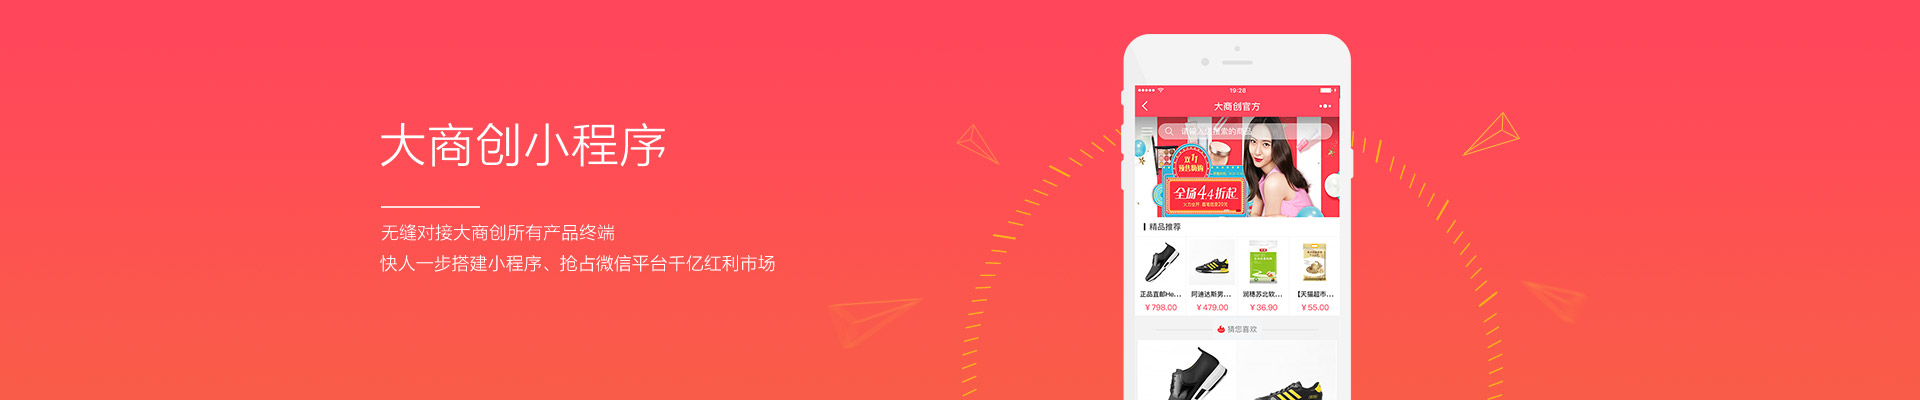 大商创小程序
无缝对接大商创所有产品终端
快人一步搭建小程序、抢占微信平台千亿红利市场
19:28
大商创官方
请输入您搜索的商品
双11
预售嗨购
全场4.4折起
精品推荐
正品直邮He...
阿迪达斯男...
润穗苏北软...
【天猫超市...
¥798.00
¥479.00
¥36.90
¥55.00
猜您喜欢